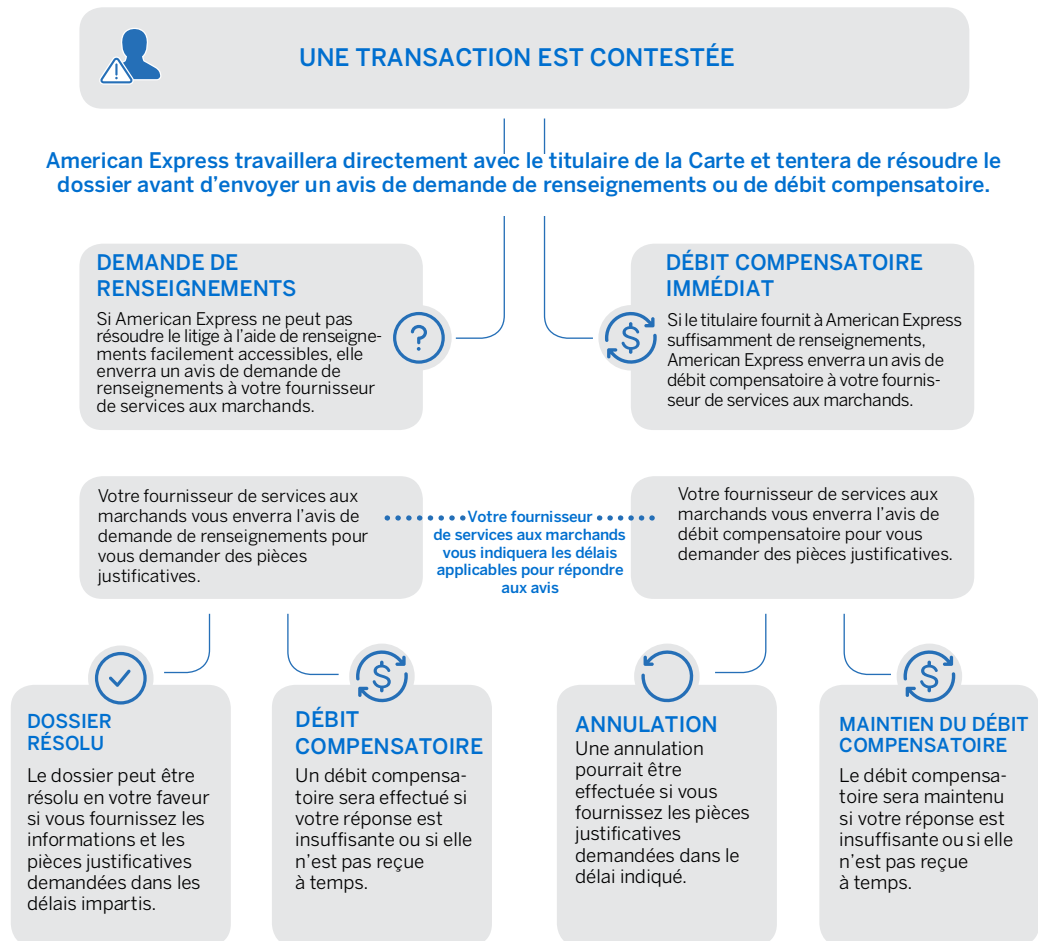 UNE TRANSACTION EST CONTESTÉE
American Express travaillera directement avec le titulaire de la Carte et tentera de résoudre le
dossier avant d’envoyer un avis de demande de renseignements ou de débit compensatoire.
DEMANDE DE
RENSEIGNEMENTS
Si American Express ne peut pas
résoudre le litige à l’aide de renseigne-
ments facilement accessibles, elle
enverra un avis de demande de
renseignements à votre fournisseur
de services aux marchands.
?
DÉBIT COMPENSATOIRE
IMMÉDIAT
$
Si le titulaire fournit à American Express
suffisamment de renseignements,
American Express enverra un avis de
débit compensatoire à votre fournis-
seur de services aux marchands.
Votre fournisseur de services aux
marchands vous enverra l’avis de
demande de renseignements pour
vous demander des pièces
justificatives.
Votre fournisseur
de services aux marchands
vous indiquera les délais
applicables pour répondre
aux avis
Votre fournisseur de services aux
marchands vous enverra l’avis de
débit compensatoire pour vous
demander des pièces justificatives.
DOSSIER
RÉSOLU
Le dossier peut être
résolu en votre faveur
si vous fournissez les
informations et les
pièces justificatives
demandées dans les
délais impartis.
$
DÉBIT
COMPENSATOIRE
Un débit compensa-
toire sera effectué si
votre réponse est
insuffisante ou si elle
n’est pas reçue
à temps.
ANNULATION
Une annulation
pourrait être
effectuée si vous
fournissez les pièces
justificatives
demandées dans le
délai indiqué.
$
MAINTIEN DU DÉBIT
COMPENSATOIRE
Le débit compensa-
toire sera maintenu
si votre réponse est
insuffisante ou si elle
n’est pas reçue
à temps.